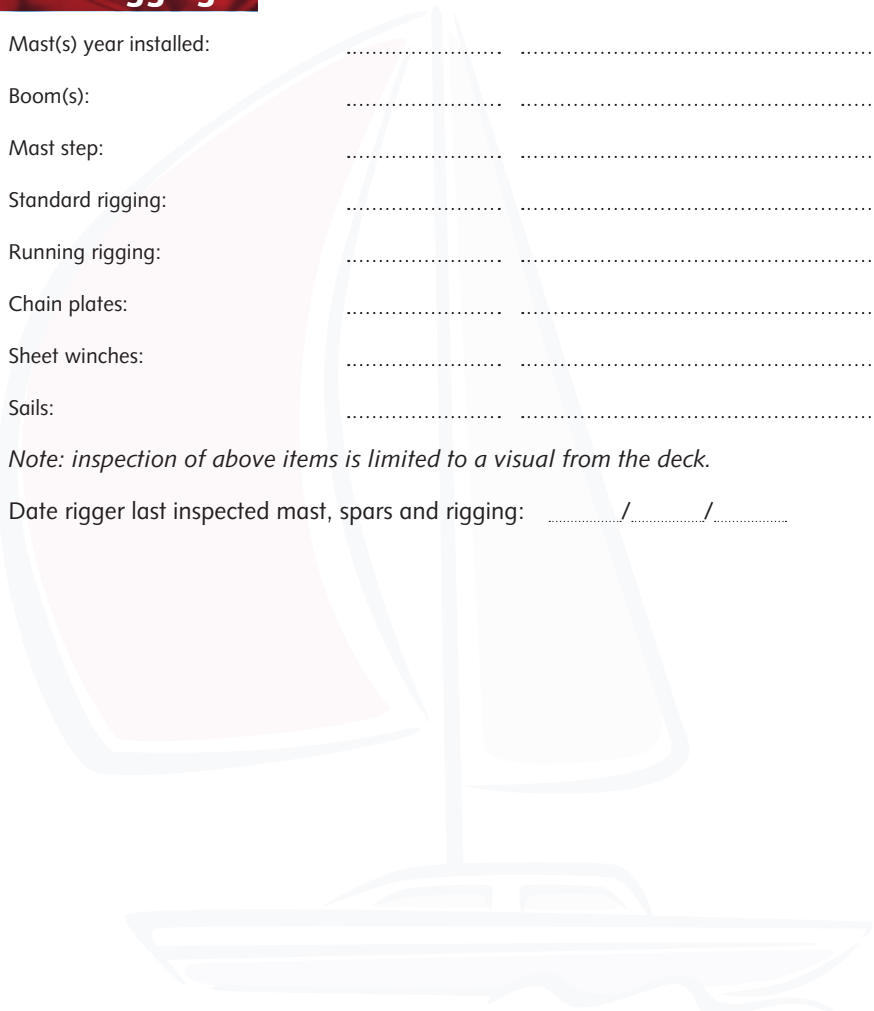 Mast(s) year installed: ........................... .............................................................
Boom(s): ........................... .............................................................
Mast step: ........................... .............................................................
Standard rigging: ........................... .............................................................
Running rigging: ........................... .............................................................
Chain plates: ........................... .............................................................
Sheet winches: ........................... .............................................................
Sails: ........................... .............................................................
Note: inspection of above items is limited to a visual from the deck.
Date rigger last inspected mast, spars and rigging: ............/............/............